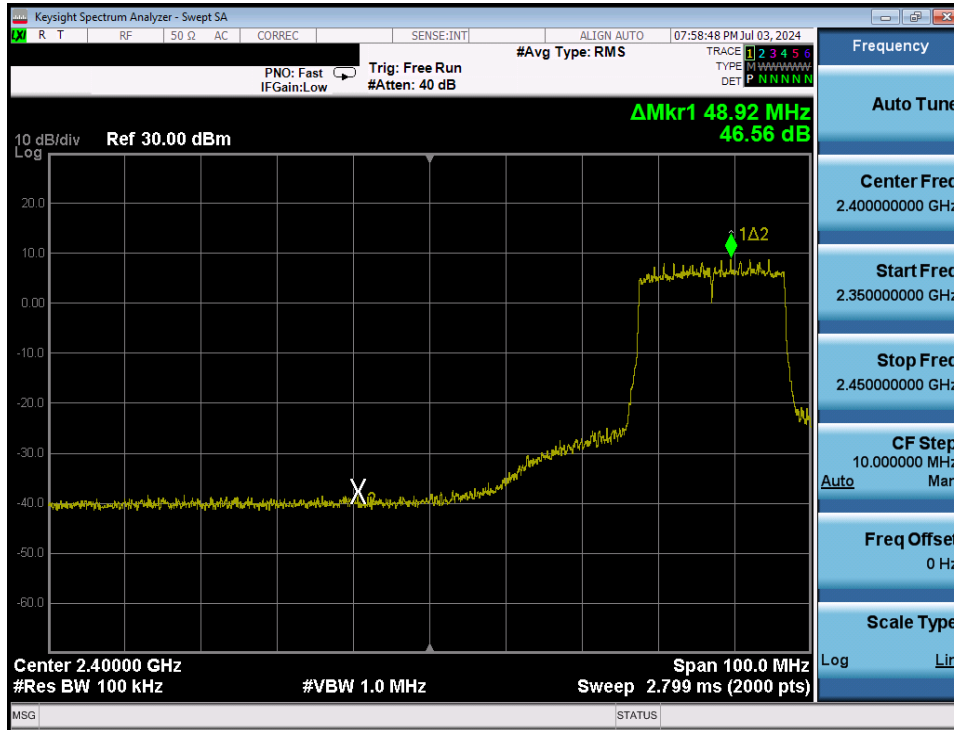 Keysight Spectrum Analyzer - Swept SA
LXI R T RF 50 Ω AC CORREC SENSE:INT ALIGN AUTO 07:58:48 PM Jul 03, 2024
#Avg Type: RMS TRACE 1 2 3 4 5 6
PNO: Fast Trig: Free Run TYPE M WWWWW
IFGain:Low #Atten: 40 dB DET P N N N N N
ΔMkr1 48.92 MHz
46.56 dB
10 dB/div Ref 30.00 dBm
Log
20.0
1Δ2
10.0
0.00
-10.0
-20.0
-30.0
-40.0
-50.0
-60.0
Center 2.40000 GHz Span 100.0 MHz
#Res BW 100 kHz #VBW 1.0 MHz Sweep 2.799 ms (2000 pts)
MSG STATUS
Frequency
Auto Tune
Center Freq
2.400000000 GHz
Start Freq
2.350000000 GHz
Stop Freq
2.450000000 GHz
CF Step
10.000000 MHz
Auto Man
Freq Offset
0 Hz
Scale Type
Log Lin